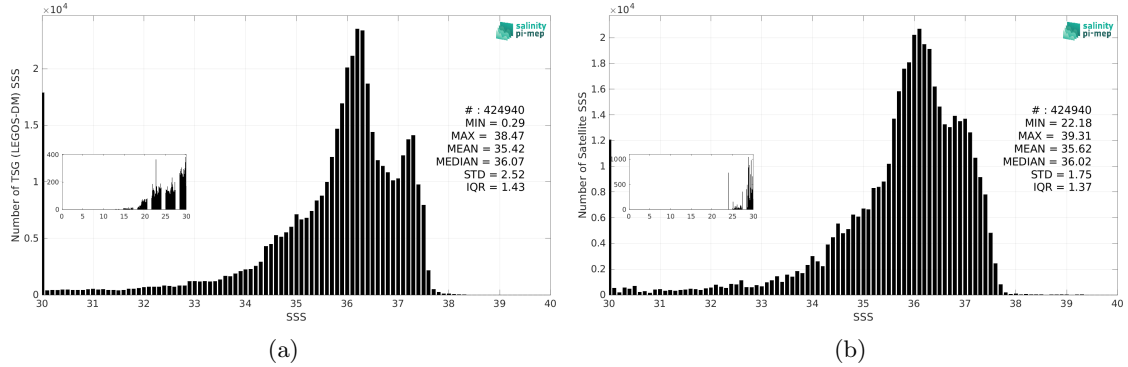 ×10⁴
Number of TSG (LEGOS-DM) SSS
2
1.5
1
0.5
0
30 31 32 33 34 35 36 37 38 39 40
SSS
salinity
pi-mep
# : 424940
MIN = 0.29
MAX = 38.47
MEAN = 35.42
MEDIAN = 36.07
STD = 2.52
IQR = 1.43
400
200
0
0 5 10 15 20 25 30
(a)
×10⁴
Number of Satellite SSS
2
1.8
1.6
1.4
1.2
1
0.8
0.6
0.4
0.2
0
30 31 32 33 34 35 36 37 38 39 40
SSS
salinity
pi-mep
# : 424940
MIN = 22.18
MAX = 39.31
MEAN = 35.62
MEDIAN = 36.02
STD = 1.75
IQR = 1.37
1000
500
0
0 5 10 15 20 25 30
(b)